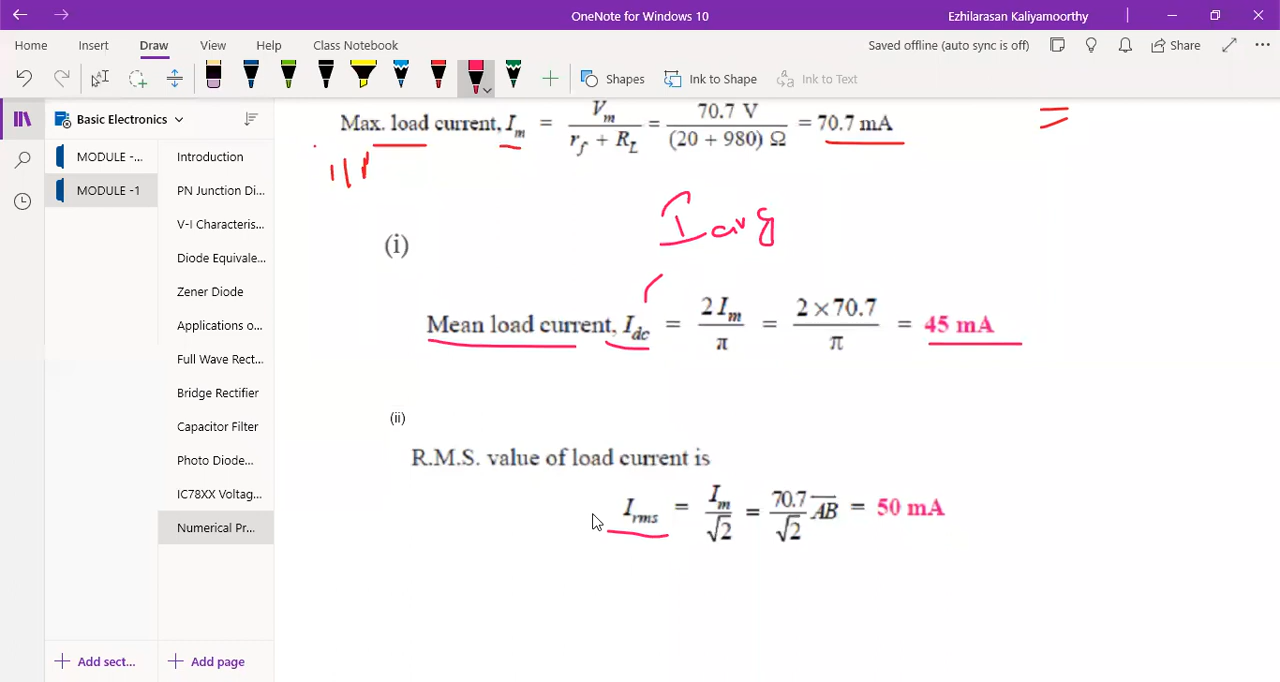 OneNote for Windows 10
Ezhilarasan Kaliyamoorthy
Home Insert Draw View Help Class Notebook
Saved offline (auto sync is off) Share
Shapes Ink to Shape Ink to Text
Basic Electronics
MODULE -...
MODULE -1
Introduction
PN Junction Di...
V-I Characteris...
Diode Equivale...
Zener Diode
Applications o...
Full Wave Rect...
Bridge Rectifier
Capacitor Filter
Photo Diode...
IC78XX Voltag...
Numerical Pr...
Add sect...
Add page
Max. load current, I_m = V_m / (r_f + R_L) = 70.7 V / (20 + 980) Ω = 70.7 mA
I avg
(i)
Mean load current, I_dc = 2 I_m / π = 2 × 70.7 / π = 45 mA
(ii)
R.M.S. value of load current is
I_rms = I_m / √2 = 70.7 / √2 AB = 50 mA